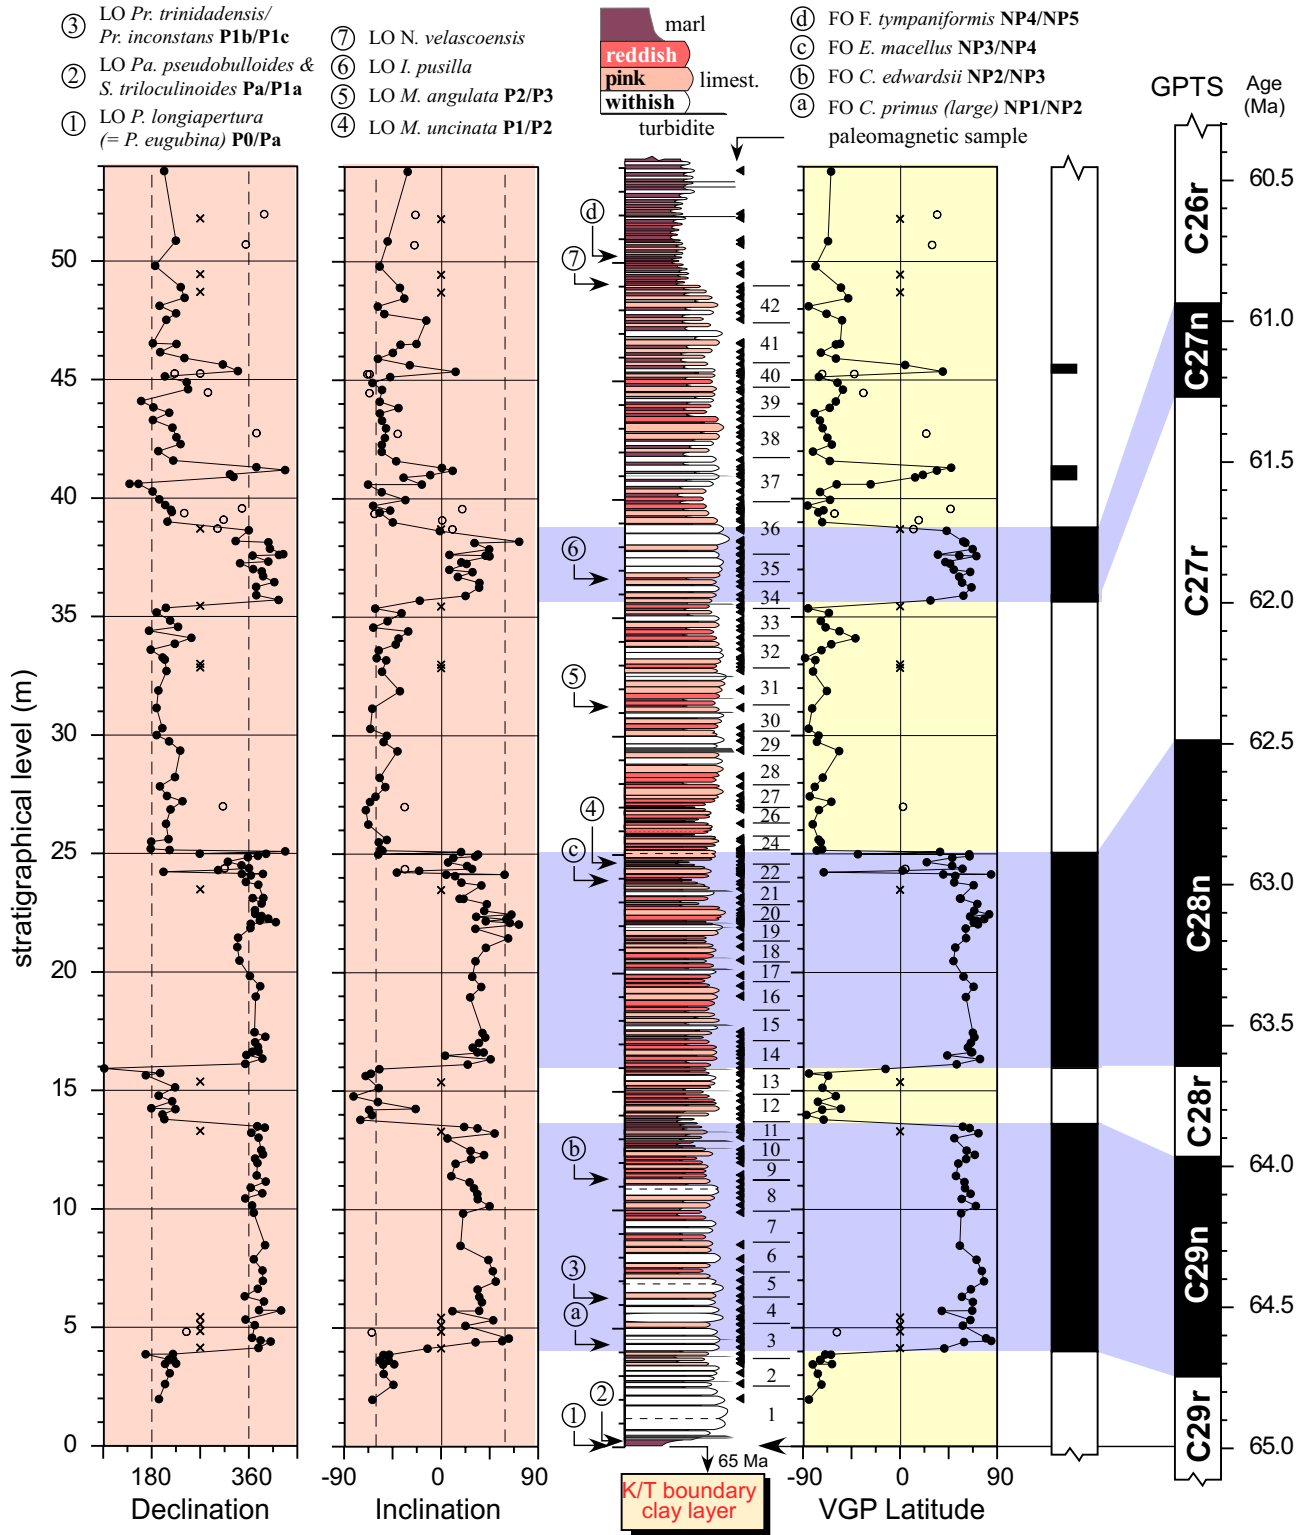 ③ LO Pr. trinidadensis/
Pr. inconstans P1b/P1c
② LO Pa. pseudobulloides &
S. triloculinoides Pa/P1a
① LO P. longiapertura
(= P. eugubina) P0/Pa
⑦ LO N. velascoensis
⑥ LO I. pusilla
⑤ LO M. angulata P2/P3
④ LO M. uncinata P1/P2
marl
reddish
pink limest.
withish
turbidite
ⓓ FO F. tympaniformis NP4/NP5
ⓒ FO E. macellus NP3/NP4
ⓑ FO C. edwardsii NP2/NP3
ⓐ FO C. primus (large) NP1/NP2
paleomagnetic sample
GPTS
Age
(Ma)
stratigraphical level (m)
50
45
40
35
30
25
20
15
10
5
0
180 360
Declination
-90 0 90
Inclination
ⓓ
⑦
⑥
⑤
④
ⓒ
ⓑ
③
ⓐ
②
①
42
41
40
39
38
37
36
35
34
33
32
31
30
29
28
27
26
24
22
21
20
19
18
17
16
15
14
13
12
11
10
9
8
7
6
5
4
3
2
1
65 Ma
K/T boundary
clay layer
-90 0 90
VGP Latitude
C26r
C27n
C27r
C28n
C28r
C29n
C29r
60.5
61.0
61.5
62.0
62.5
63.0
63.5
64.0
64.5
65.0